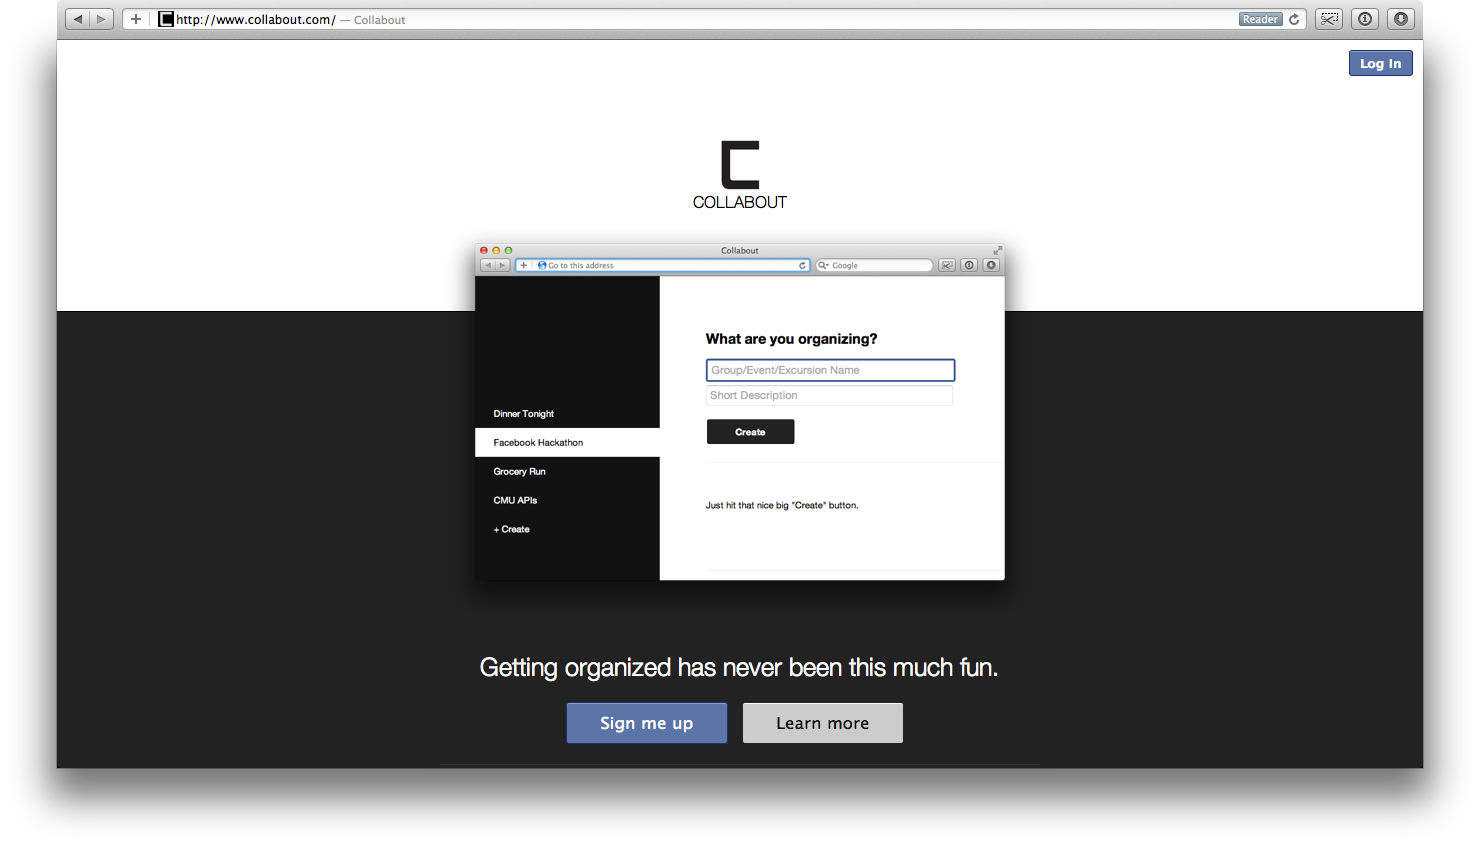 http://www.collabout.com/ — Collabout
Reader
Log In
COLLABOUT
Collabout
Go to this address
Google
What are you organizing?
Group/Event/Excursion Name
Short Description
Create
Just hit that nice big "Create" button.
Dinner Tonight
Facebook Hackathon
Grocery Run
CMU APIs
+ Create
Getting organized has never been this much fun.
Sign me up
Learn more